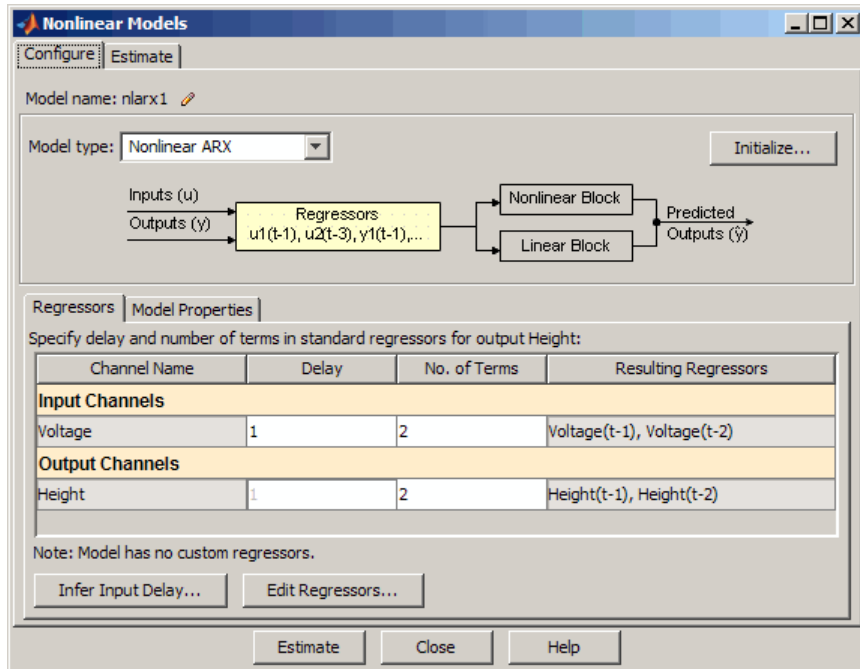 Nonlinear Models
Configure Estimate
Model name: nlarx1
Model type: Nonlinear ARX Initialize...
Inputs (u)
Outputs (y)
Regressors
u1(t-1), u2(t-3), y1(t-1),...
Nonlinear Block
Linear Block
Predicted
Outputs (ŷ)
Regressors Model Properties
Specify delay and number of terms in standard regressors for output Height:
Channel Name Delay No. of Terms Resulting Regressors
Input Channels
Voltage 1 2 Voltage(t-1), Voltage(t-2)
Output Channels
Height 1 2 Height(t-1), Height(t-2)
Note: Model has no custom regressors.
Infer Input Delay... Edit Regressors...
Estimate Close Help